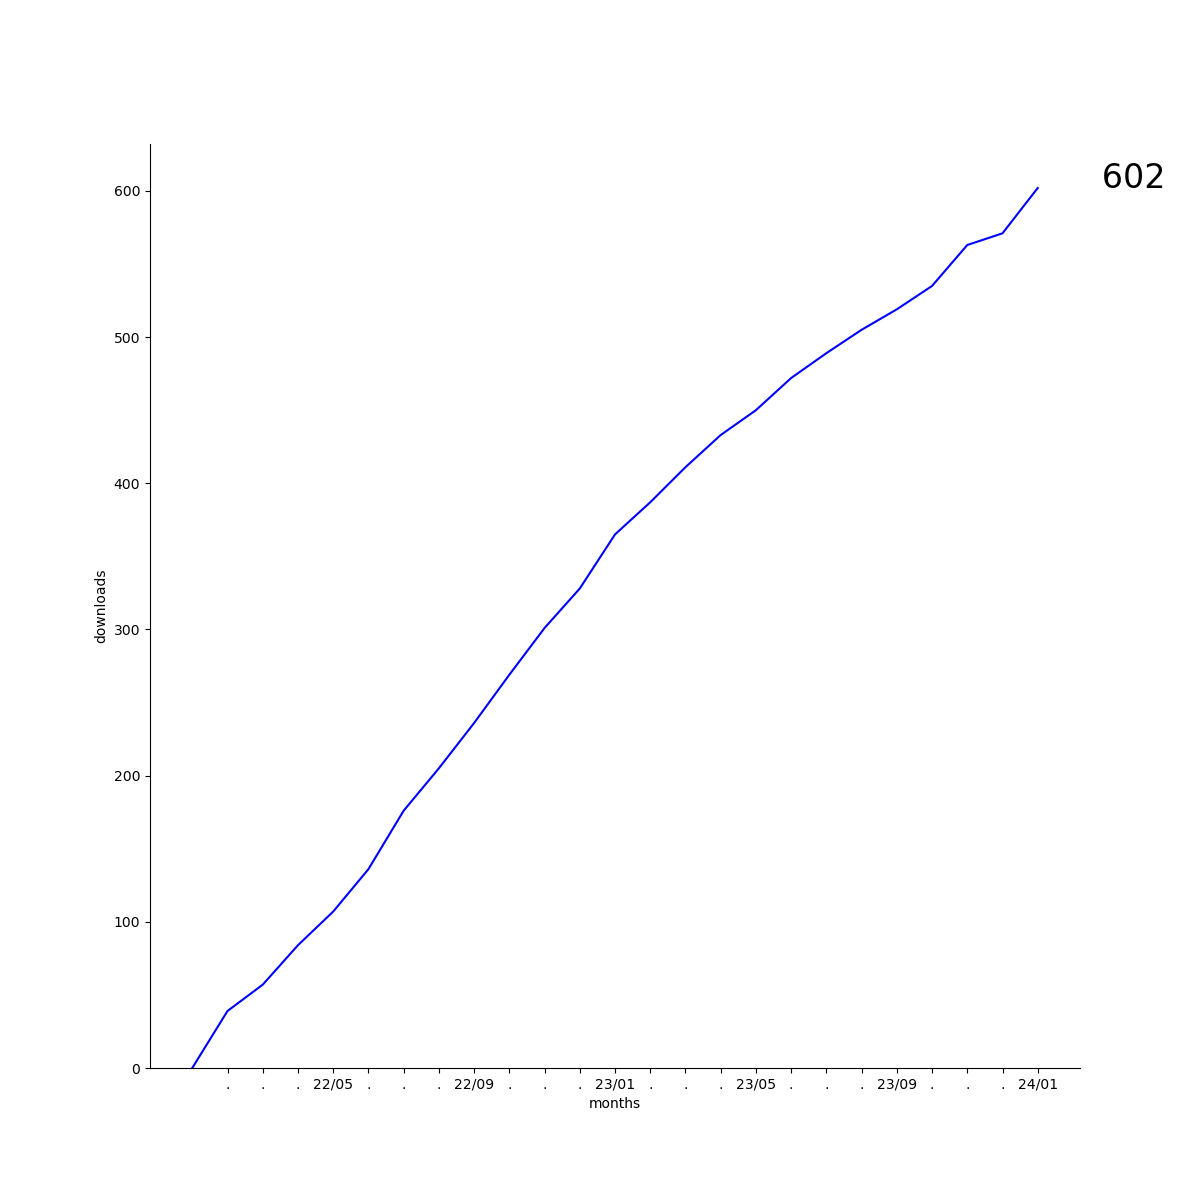 602
600
500
400
300
200
100
0
downloads
. . . 22/05 . . . 22/09 . . . 23/01 . . . 23/05 . . . 23/09 . . . 24/01
months